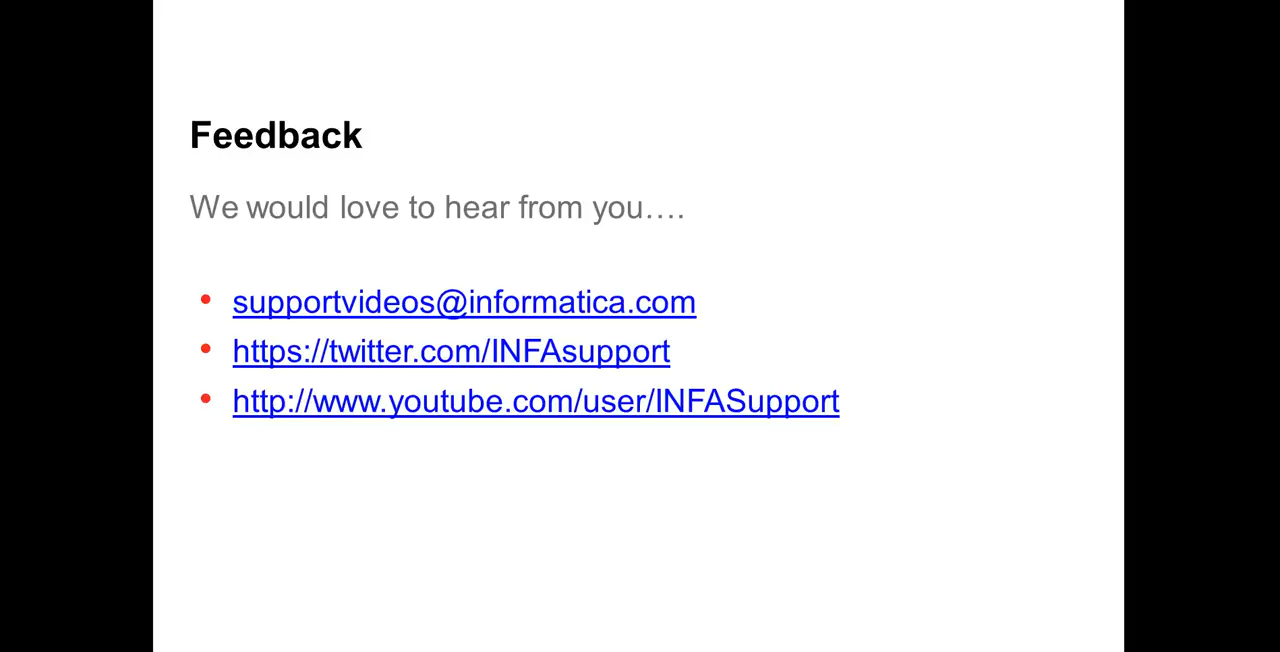 Feedback
We would love to hear from you….
• supportvideos@informatica.com
• https://twitter.com/INFAsupport
• http://www.youtube.com/user/INFASupport